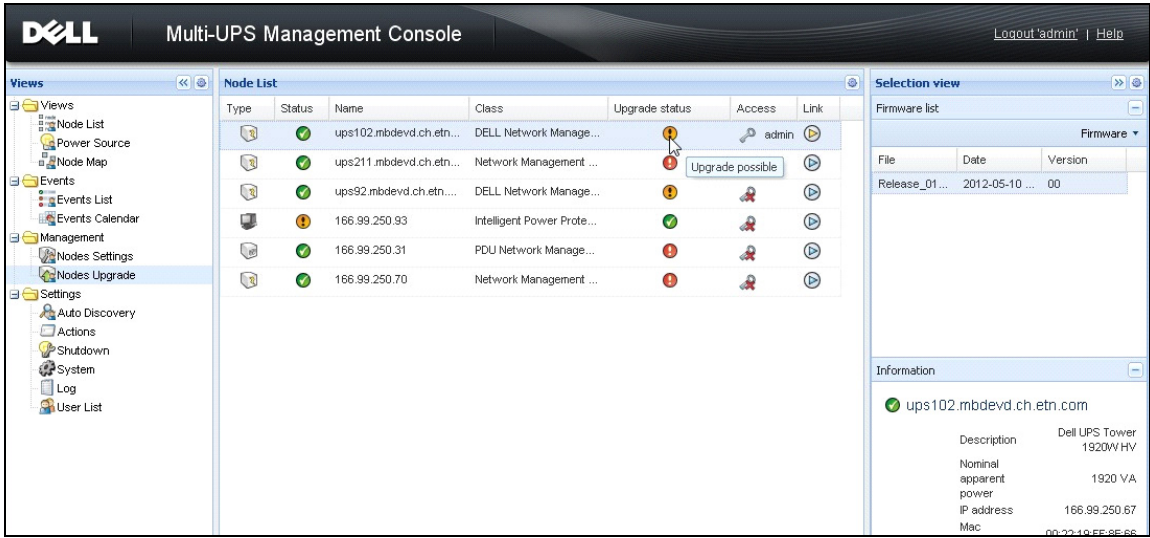 DELL Multi-UPS Management Console Logout 'admin' | Help
Views
Views
Node List
Power Source
Node Map
Events
Events List
Events Calendar
Management
Nodes Settings
Nodes Upgrade
Settings
Auto Discovery
Actions
Shutdown
System
Log
User List
Node List
Type Status Name Class Upgrade status Access Link
ups102.mbdevd.ch.etn... DELL Network Manage... admin
ups211.mbdevd.ch.etn... Network Management ...
Upgrade possible
ups92.mbdevd.ch.etn.... DELL Network Manage...
166.99.250.93 Intelligent Power Prote...
166.99.250.31 PDU Network Manage...
166.99.250.70 Network Management ...
Selection view
Firmware list
Firmware
File Date Version
Release_01... 2012-05-10 ... 00
Information
ups102.mbdevd.ch.etn.com
Description Dell UPS Tower
1920W HV
Nominal
apparent 1920 VA
power
IP address 166.99.250.67
Mac
00:22:19:FF:8F:66